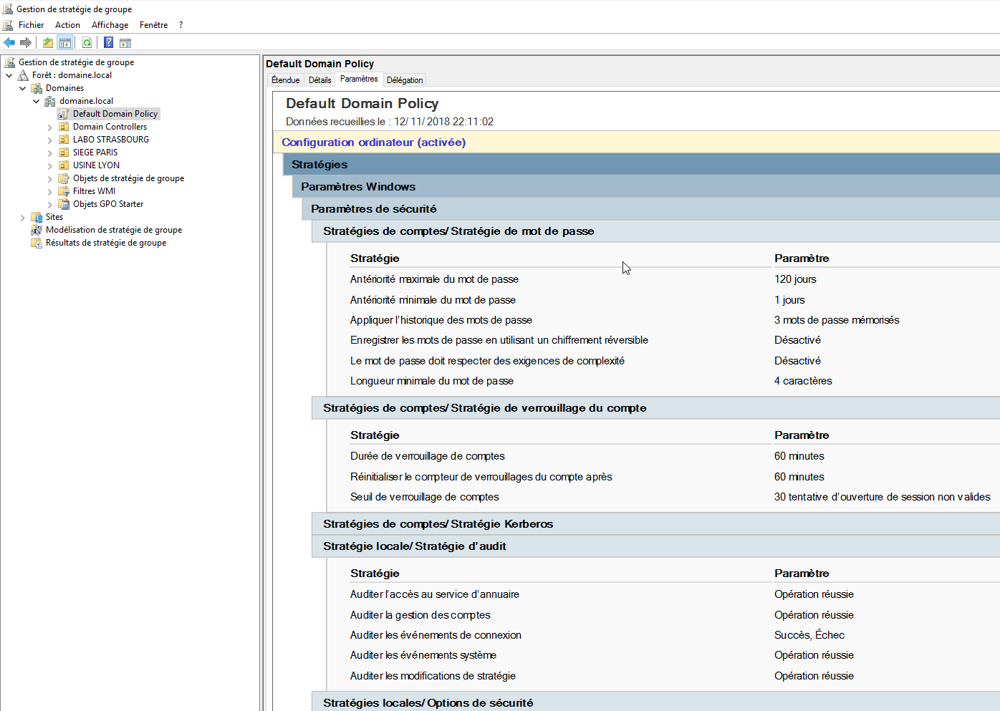 Gestion de stratégie de groupe
Fichier Action Affichage Fenêtre ?
Gestion de stratégie de groupe
Forêt : domaine.local
Domaines
domaine.local
Default Domain Policy
Domain Controllers
LABO STRASBOURG
SIEGE PARIS
USINE LYON
Objets de stratégie de groupe
Filtres WMI
Objets GPO Starter
Sites
Modélisation de stratégie de groupe
Résultats de stratégie de groupe
Default Domain Policy
Étendue Détails Paramètres Délégation
Default Domain Policy
Données recueillies le : 12/11/2018 22:11:02
Configuration ordinateur (activée)
Stratégies
Paramètres Windows
Paramètres de sécurité
Stratégies de comptes/Stratégie de mot de passe
Stratégie Paramètre
Antériorité maximale du mot de passe 120 jours
Antériorité minimale du mot de passe 1 jours
Appliquer l'historique des mots de passe 3 mots de passe mémorisés
Enregistrer les mots de passe en utilisant un chiffrement réversible Désactivé
Le mot de passe doit respecter des exigences de complexité Désactivé
Longueur minimale du mot de passe 4 caractères
Stratégies de comptes/Stratégie de verrouillage du compte
Stratégie Paramètre
Durée de verrouillage de comptes 60 minutes
Réinitialiser le compteur de verrouillages du compte après 60 minutes
Seuil de verrouillage de comptes 30 tentative d'ouverture de session non valides
Stratégies de comptes/Stratégie Kerberos
Stratégie locale/Stratégie d'audit
Stratégie Paramètre
Auditer l'accès au service d'annuaire Opération réussie
Auditer la gestion des comptes Opération réussie
Auditer les événements de connexion Succès, Échec
Auditer les événements système Opération réussie
Auditer les modifications de stratégie Opération réussie
Stratégies locales/Options de sécurité